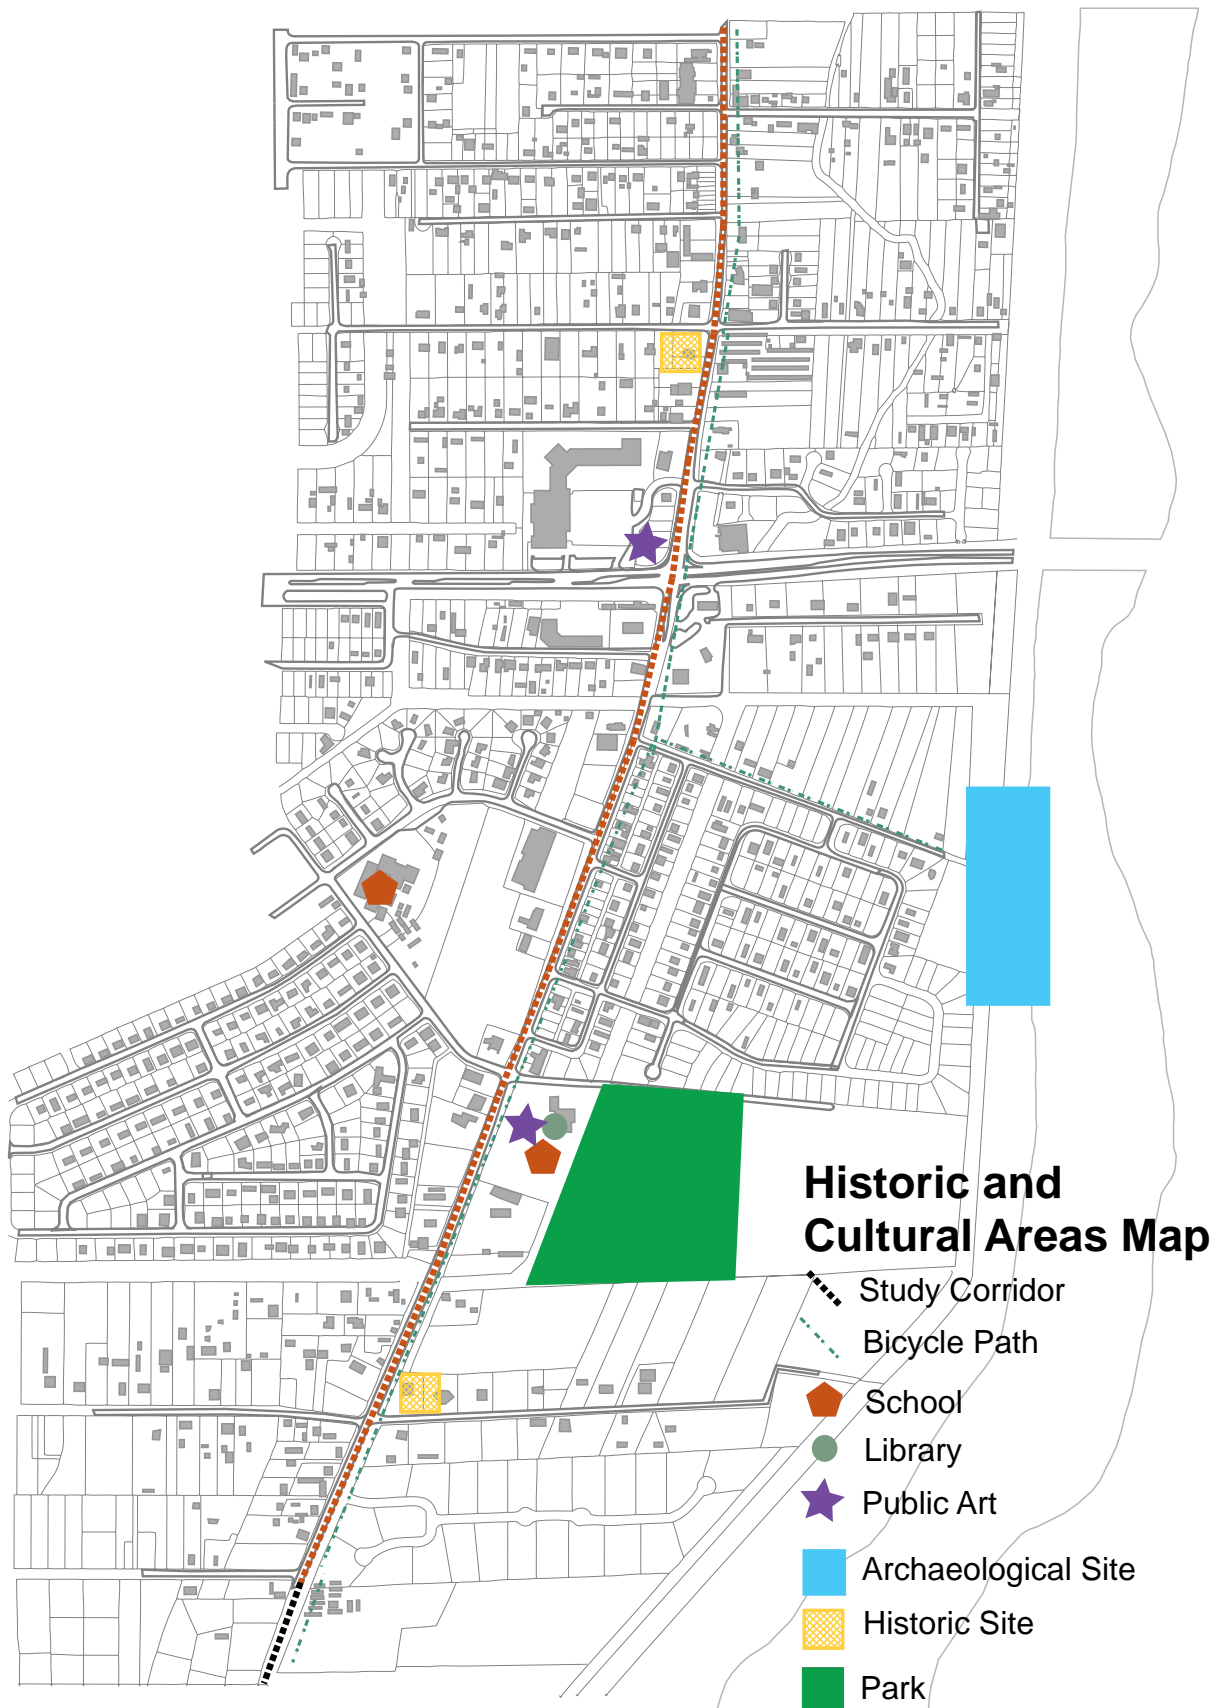 Historic and
Cultural Areas Map
Study Corridor
Bicycle Path
School
Library
Public Art
Archaeological Site
Historic Site
Park